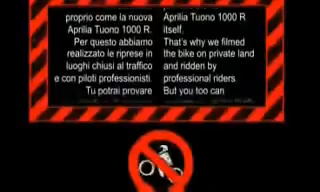 proprio come la nuova
Aprilia Tuono 1000 R.
Per questo abbiamo
realizzato le riprese in
luoghi chiusi al traffico
e con piloti professionisti.
Tu potrai provare
Aprilia Tuono 1000 R
itself.
That's why we filmed
the bike on private land
and ridden by
professional riders
But you too can